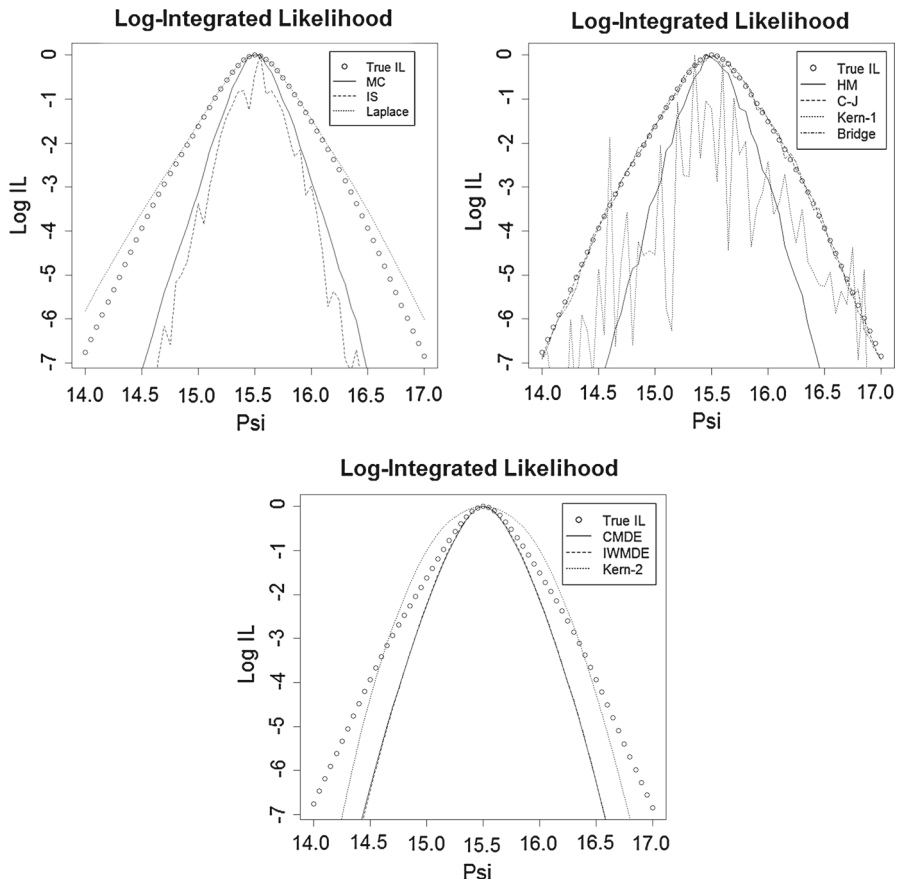 Log-Integrated Likelihood
Log IL
0
-1
-2
-3
-4
-5
-6
-7
True IL
MC
IS
Laplace
14.0 14.5 15.0 15.5 16.0 16.5 17.0
Psi
Log-Integrated Likelihood
Log IL
0
-1
-2
-3
-4
-5
-6
-7
True IL
HM
C-J
Kern-1
Bridge
14.0 14.5 15.0 15.5 16.0 16.5 17.0
Psi
Log-Integrated Likelihood
Log IL
0
-1
-2
-3
-4
-5
-6
-7
True IL
CMDE
IWMDE
Kern-2
14.0 14.5 15.0 15.5 16.0 16.5 17.0
Psi